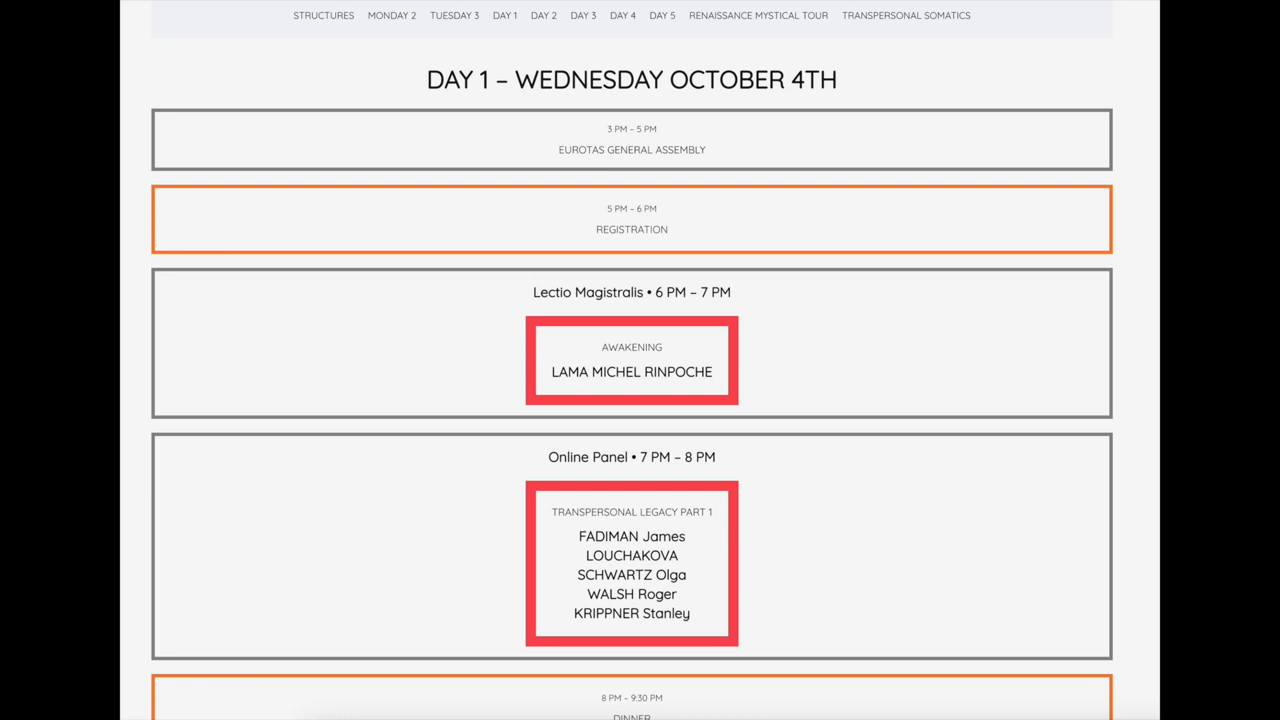 STRUCTURES MONDAY 2 TUESDAY 3 DAY 1 DAY 2 DAY 3 DAY 4 DAY 5 RENAISSANCE MYSTICAL TOUR TRANSPERSONAL SOMATICS
DAY 1 – WEDNESDAY OCTOBER 4TH
3 PM – 5 PM
EUROTAS GENERAL ASSEMBLY
5 PM – 6 PM
REGISTRATION
Lectio Magistralis • 6 PM – 7 PM
AWAKENING
LAMA MICHEL RINPOCHE
Online Panel • 7 PM – 8 PM
TRANSPERSONAL LEGACY PART 1
FADIMAN James
LOUCHAKOVA
SCHWARTZ Olga
WALSH Roger
KRIPPNER Stanley
8 PM – 9:30 PM
DINNER